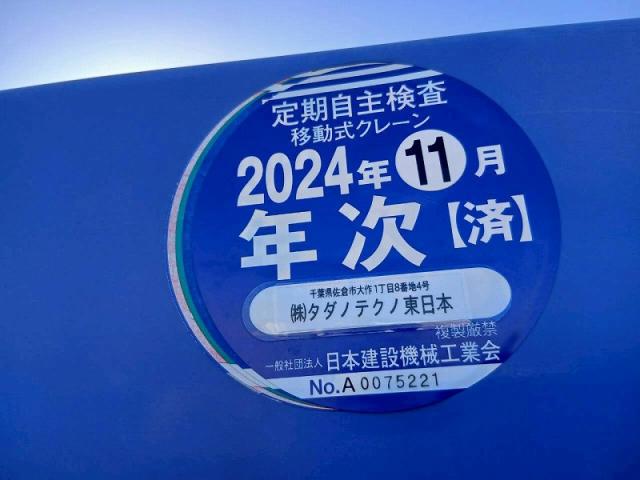 定期自主検査
移動式クレーン
2024年11月
年次【済】
千葉県佐倉市大作1丁目8番地4号
㈱タダノテクノ東日本
複製厳禁
一般社団法人 日本建設機械工業会
No.A 0075221